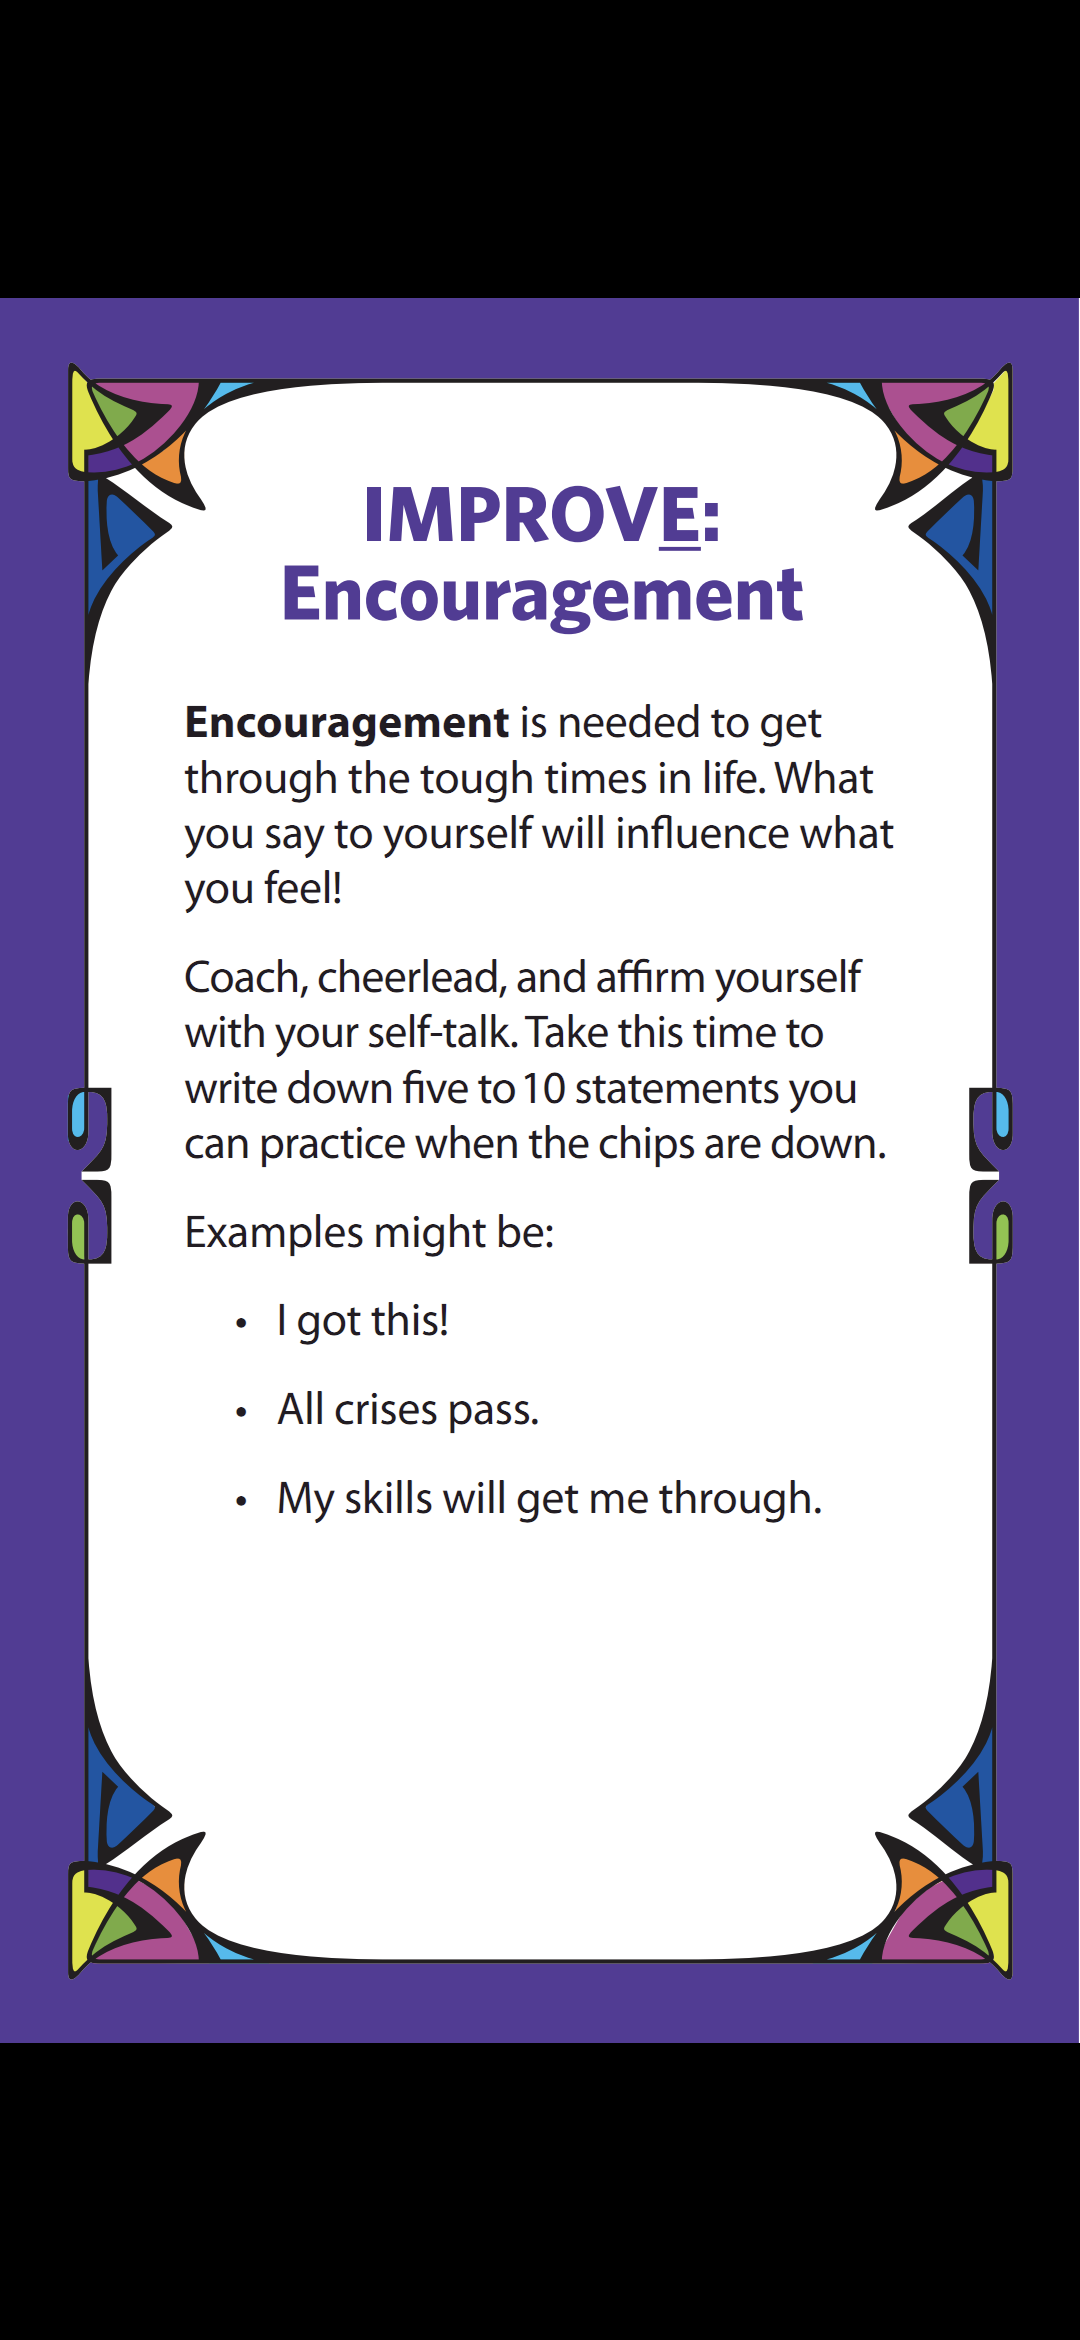 IMPROVE:
Encouragement
Encouragement is needed to get
through the tough times in life. What
you say to yourself will influence what
you feel!
Coach, cheerlead, and affirm yourself
with your self-talk. Take this time to
write down five to 10 statements you
can practice when the chips are down.
Examples might be:
• I got this!
• All crises pass.
• My skills will get me through.